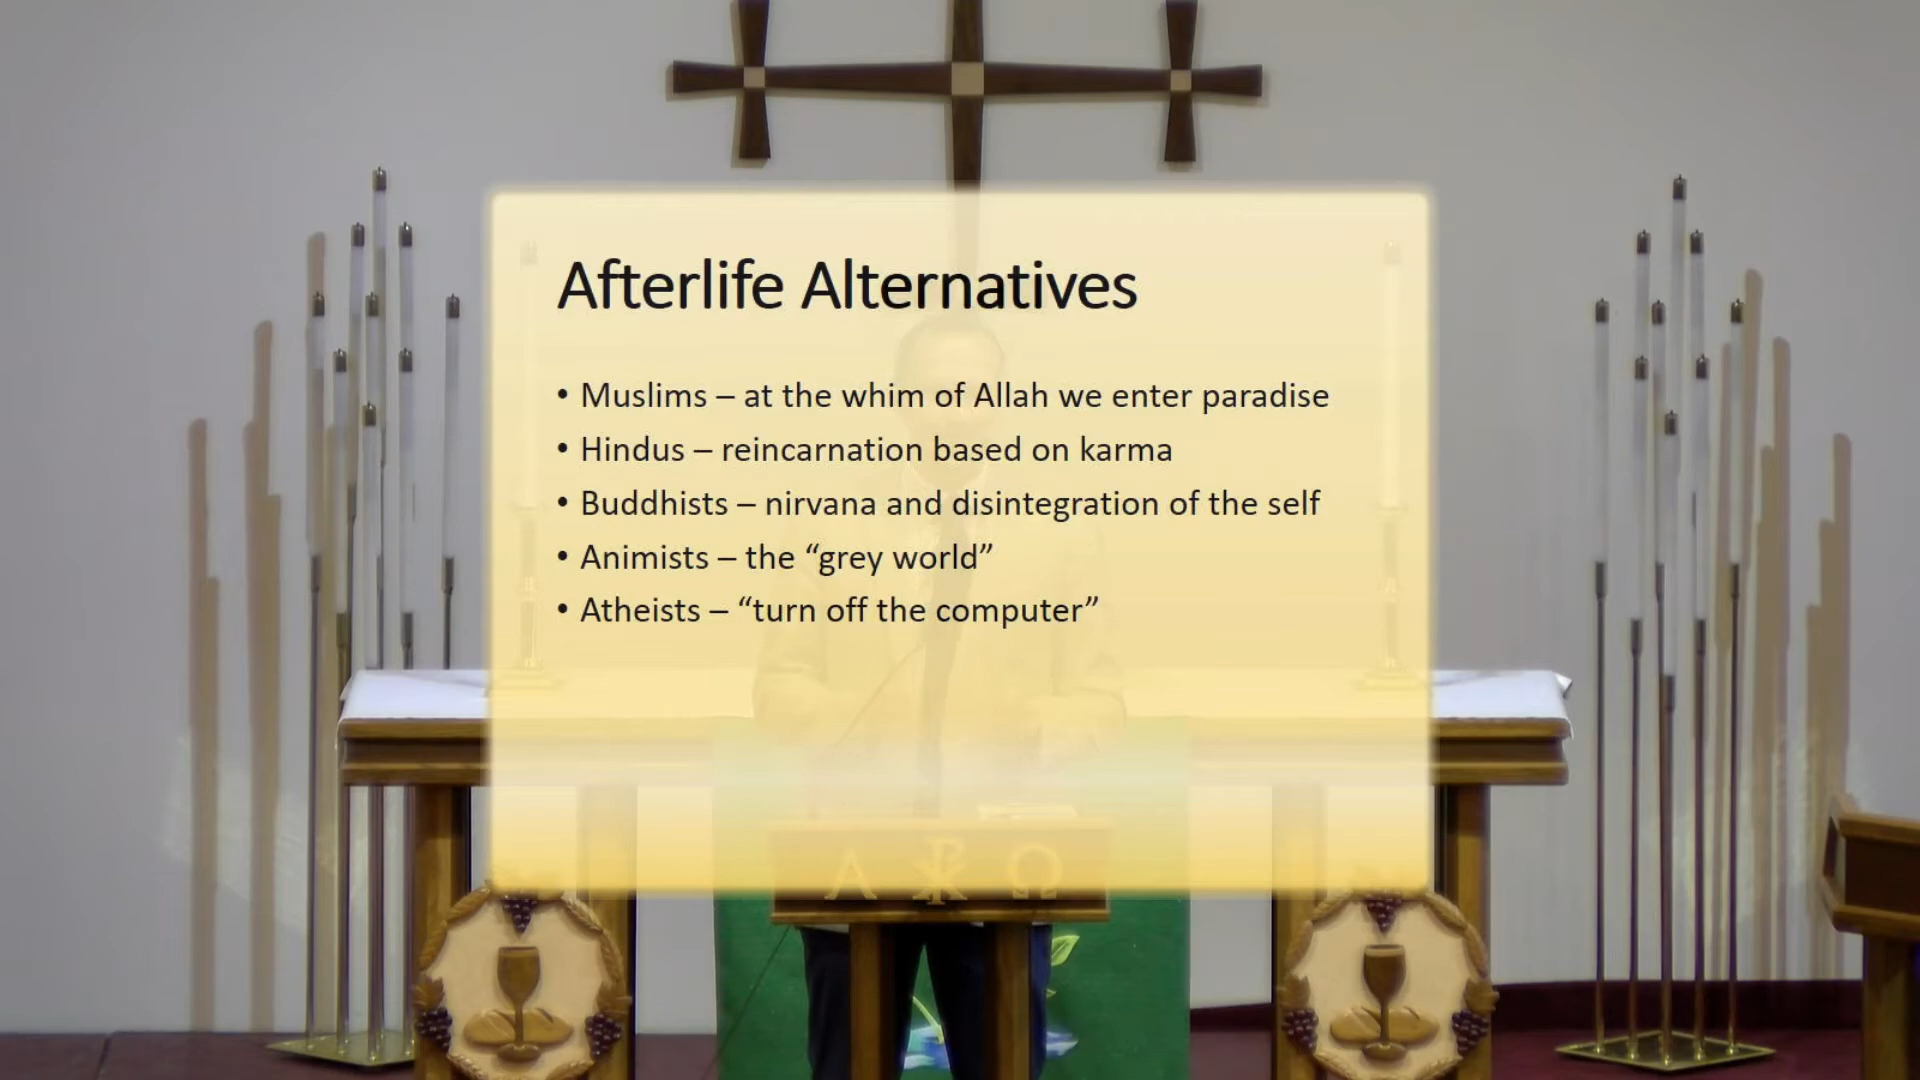 Afterlife Alternatives
• Muslims – at the whim of Allah we enter paradise
• Hindus – reincarnation based on karma
• Buddhists – nirvana and disintegration of the self
• Animists – the “grey world”
• Atheists – “turn off the computer”
Α ☧ Ω